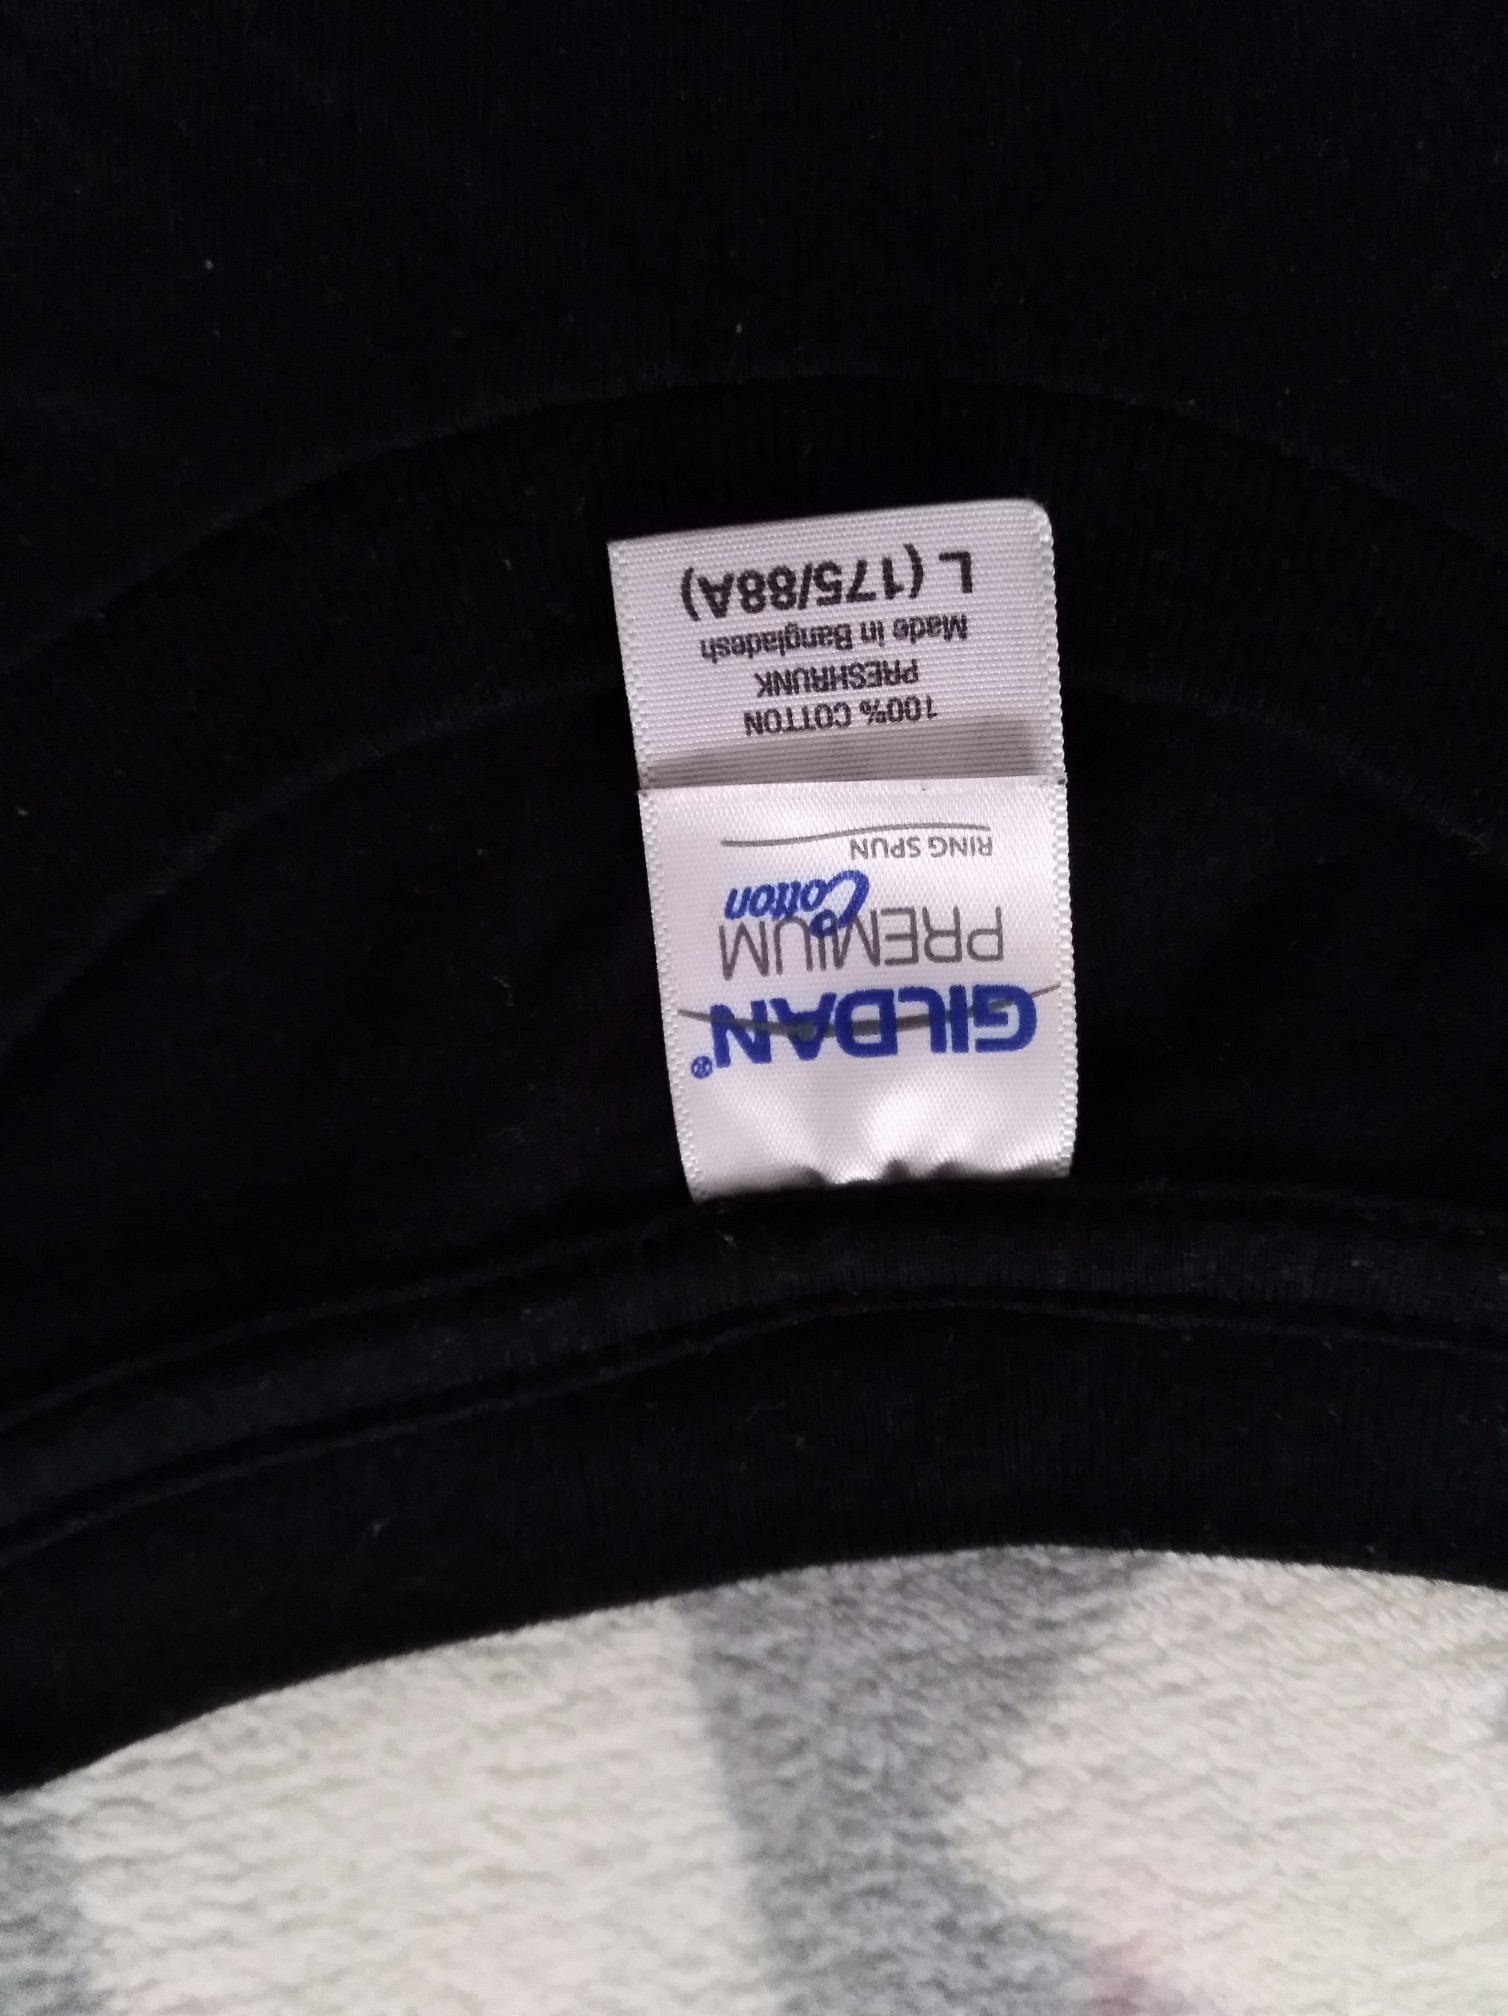 GILDAN®
PREMIUM
Cotton
RING SPUN
100% COTTON
PRESHRUNK
Made in Bangladesh
L (175/88A)